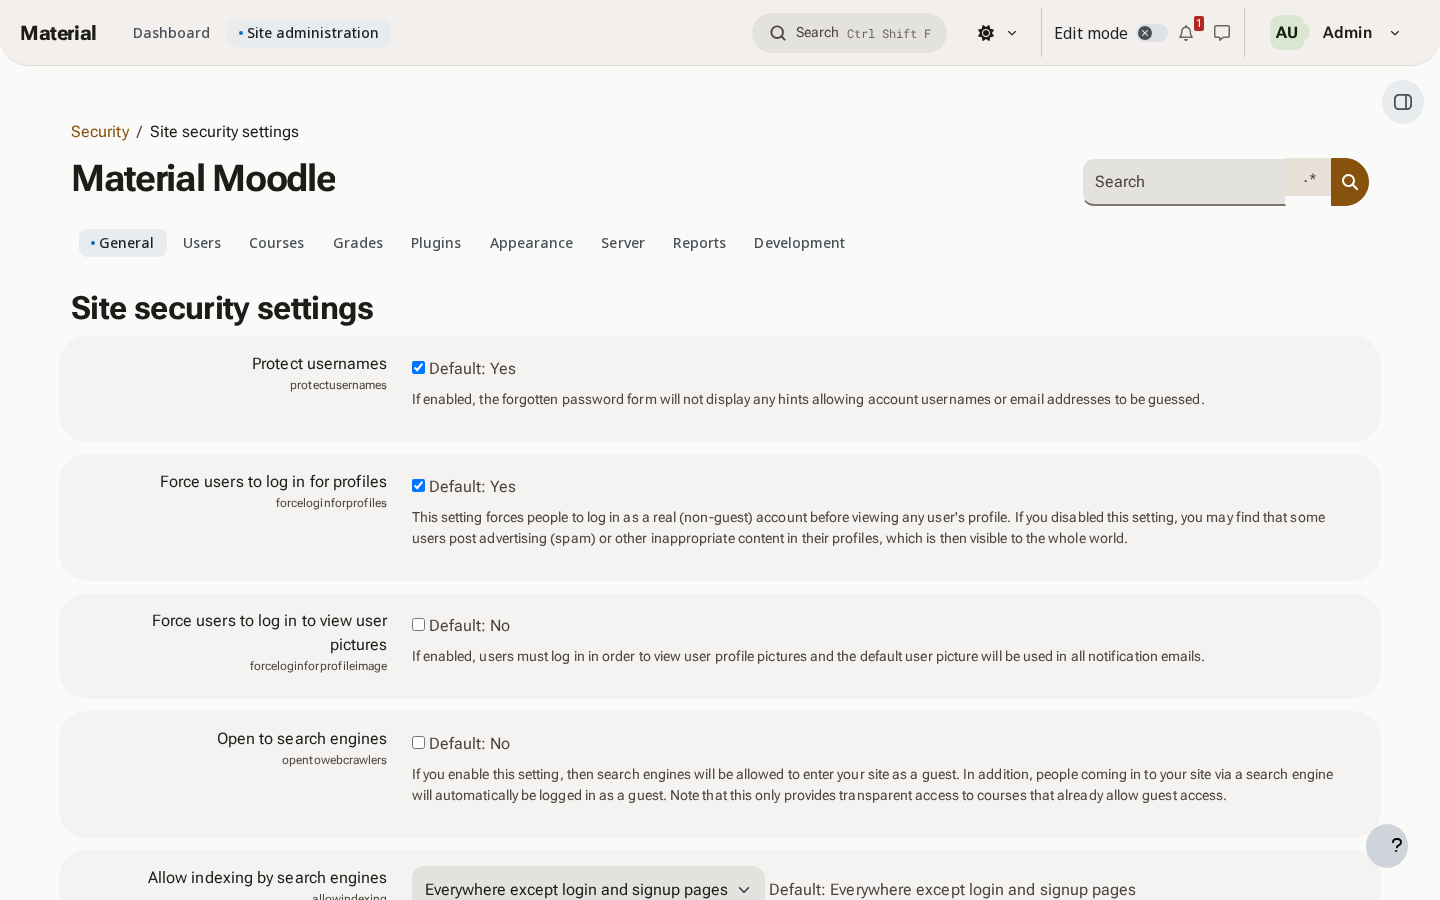 Material
Dashboard
Site administration
Search Ctrl Shift F
Edit mode
1
AU
Admin
Security / Site security settings
Material Moodle
Search
.*
General
Users
Courses
Grades
Plugins
Appearance
Server
Reports
Development
Site security settings
Protect usernames
protectusernames
Default: Yes
If enabled, the forgotten password form will not display any hints allowing account usernames or email addresses to be guessed.
Force users to log in for profiles
forceloginforprofiles
Default: Yes
This setting forces people to log in as a real (non-guest) account before viewing any user's profile. If you disabled this setting, you may find that some
users post advertising (spam) or other inappropriate content in their profiles, which is then visible to the whole world.
Force users to log in to view user
pictures
forceloginforprofileimage
Default: No
If enabled, users must log in in order to view user profile pictures and the default user picture will be used in all notification emails.
Open to search engines
opentowebcrawlers
Default: No
If you enable this setting, then search engines will be allowed to enter your site as a guest. In addition, people coming in to your site via a search engine
will automatically be logged in as a guest. Note that this only provides transparent access to courses that already allow guest access.
?
Allow indexing by search engines
allowindexing
Everywhere except login and signup pages
Default: Everywhere except login and signup pages